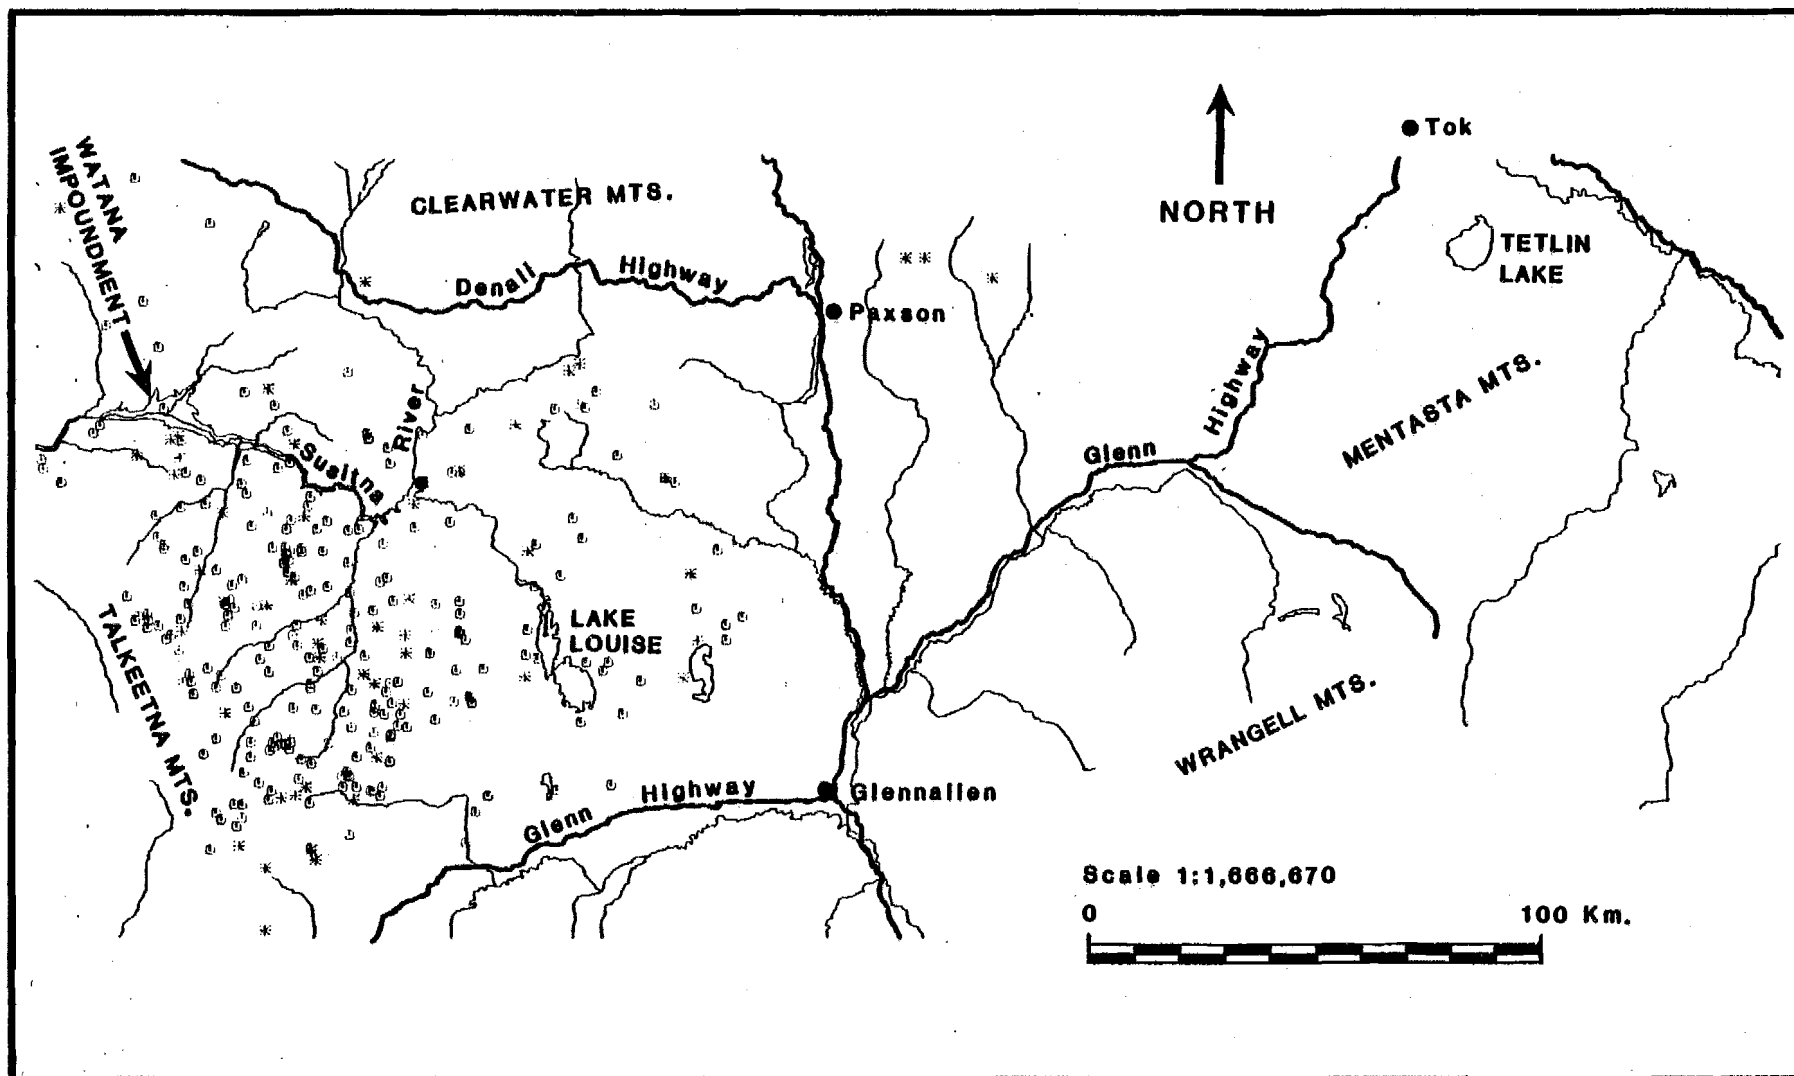 Tok
WATANA
IMPOUNDMENT
CLEARWATER MTS.
NORTH
TETLIN
LAKE
Denali Highway
Paxson
Highway
MENTASTA MTS.
River
Glenn
Susitna
LAKE
LOUISE
TALKEETNA MTS.
WRANGELL MTS.
Highway
Glennallen
Glenn
Scale 1:1,666,670
0 100 Km.